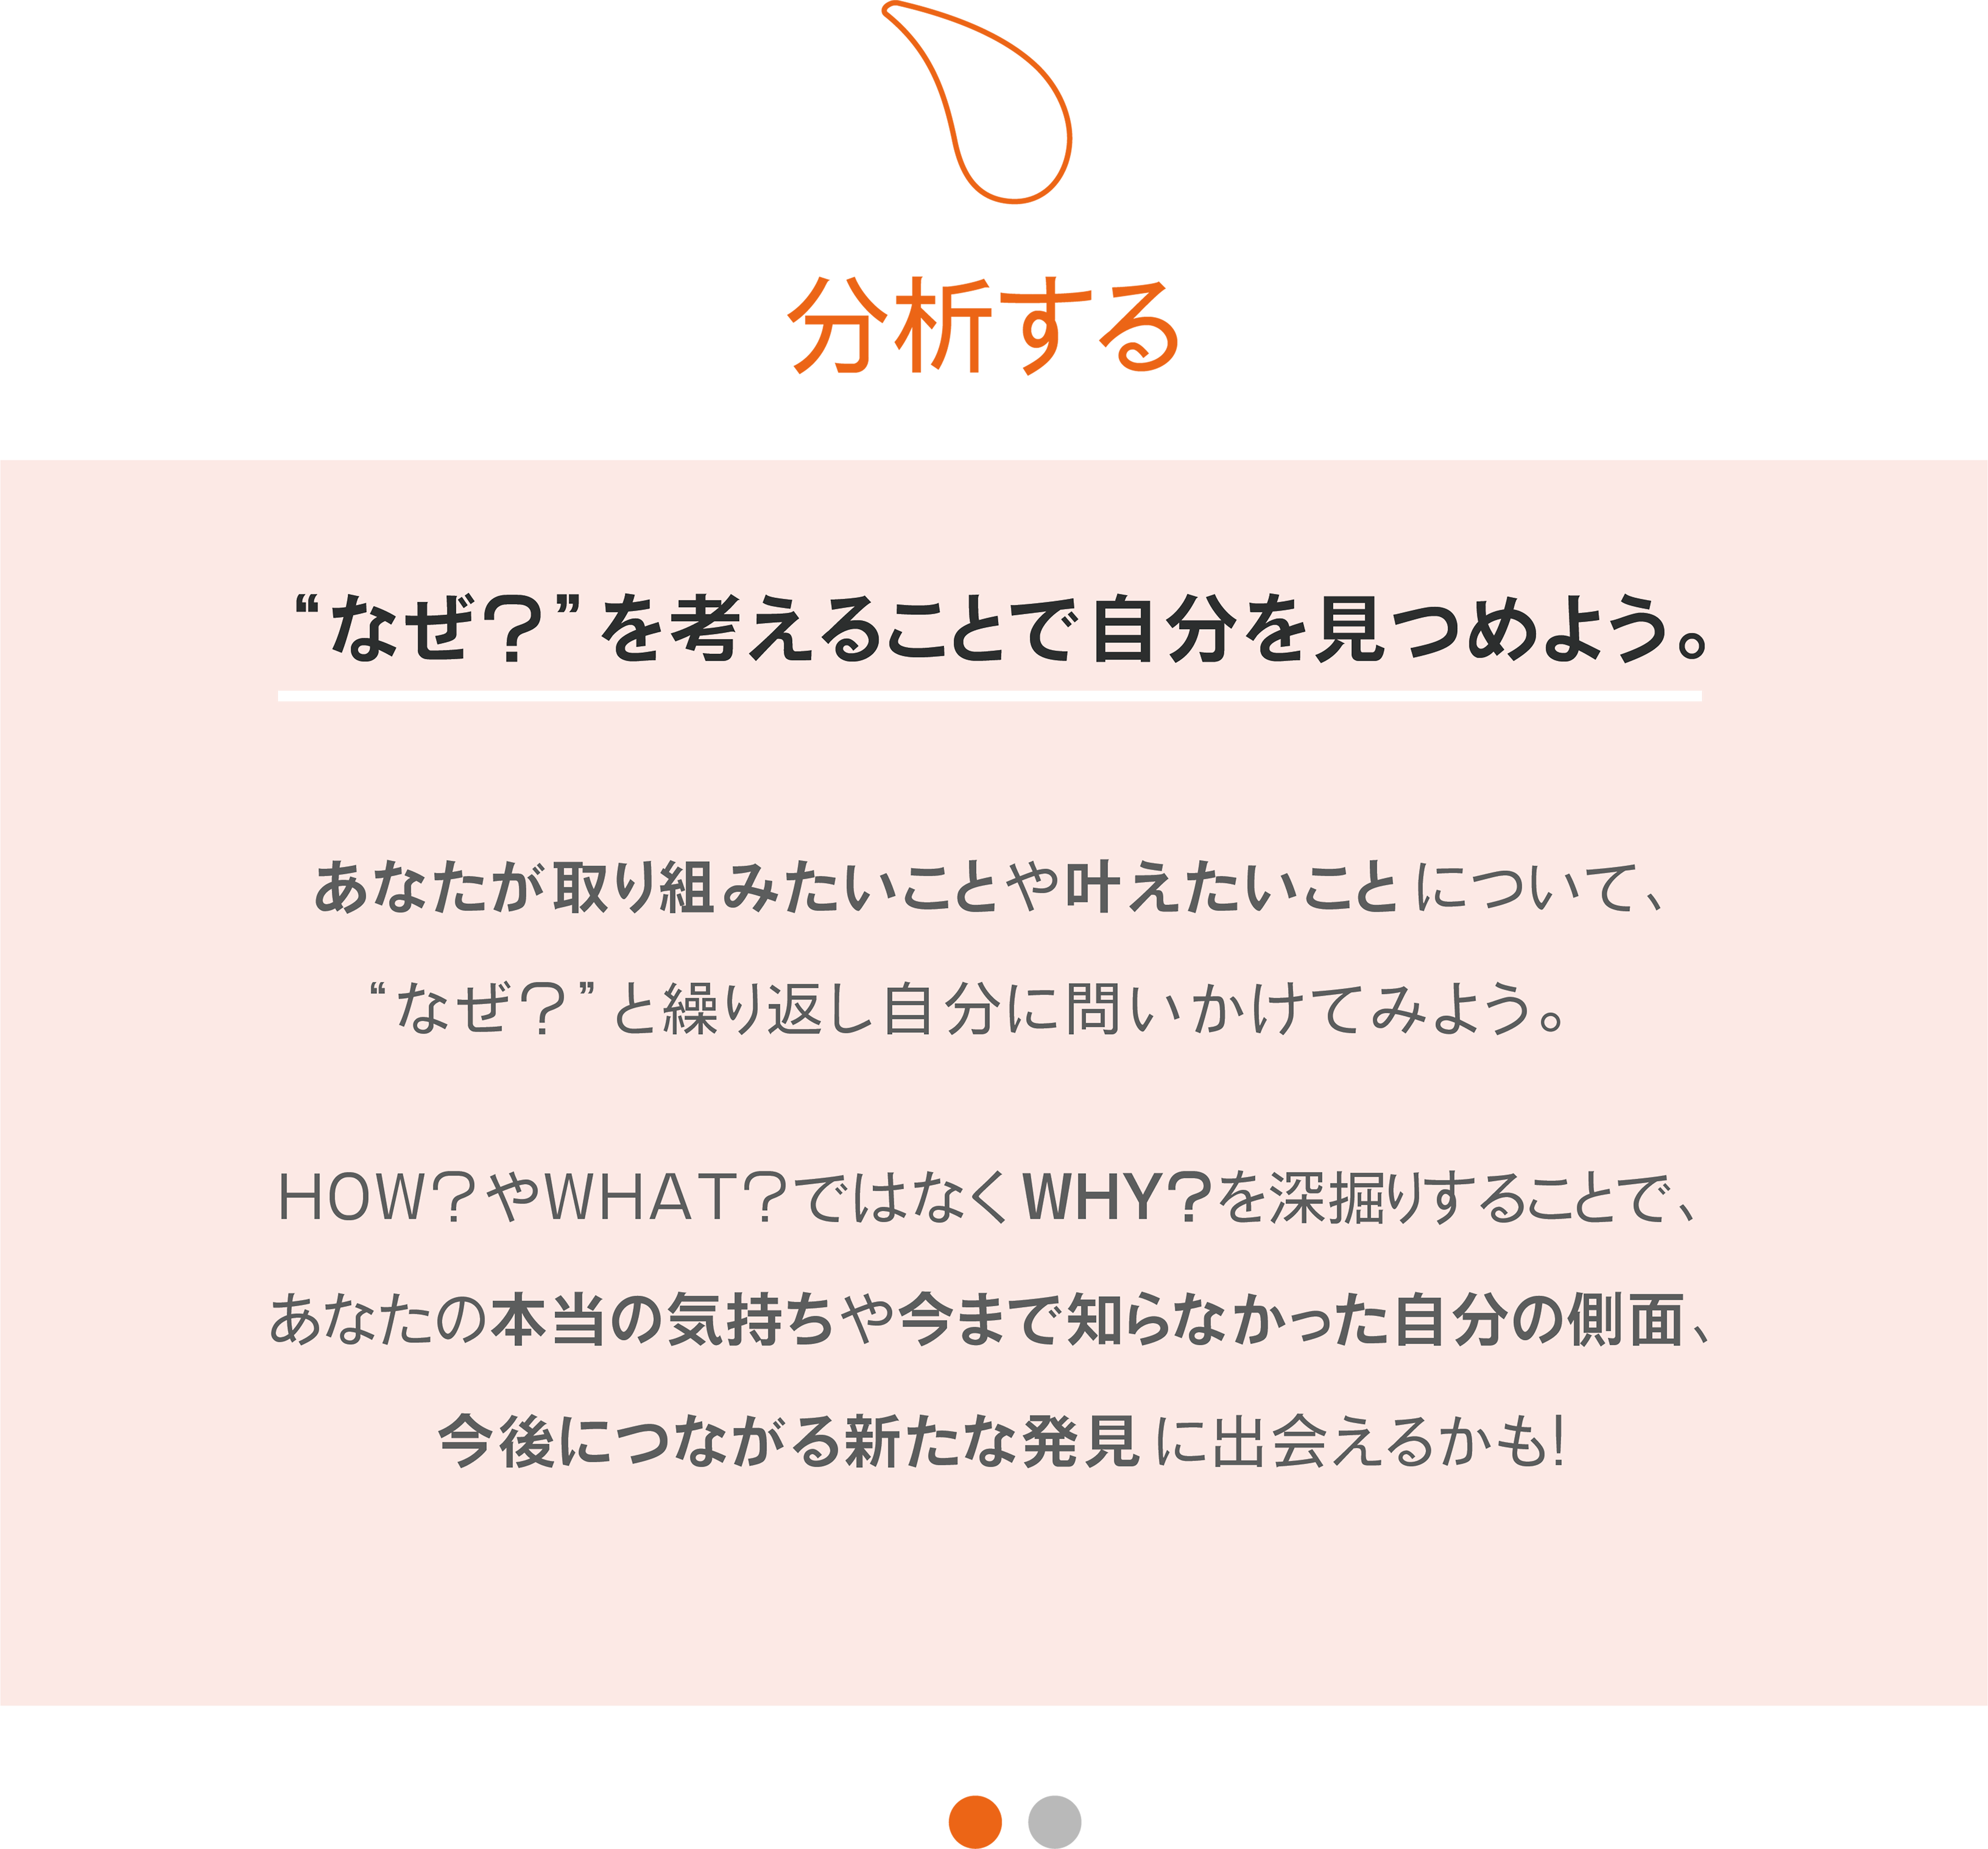 分析する
“なぜ？”を考えることで自分を見つめよう。
あなたが取り組みたいことや叶えたいことについて、
“なぜ？”と繰り返し自分に問いかけてみよう。
HOW？やWHAT？ではなくWHY？を深掘りすることで、
あなたの本当の気持ちや今まで知らなかった自分の側面、
今後につながる新たな発見に出会えるかも！